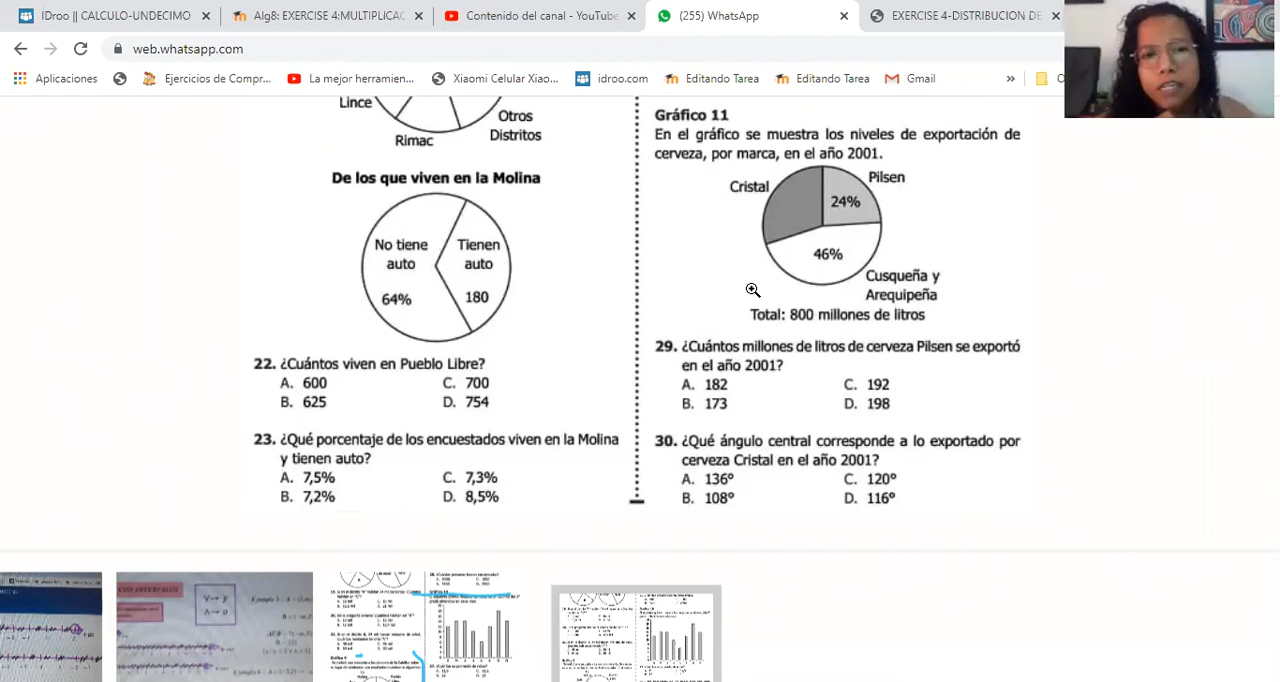 IDroo || CALCULO-UNDECIMO
Alg8: EXERCISE 4:MULTIPLICAC
Contenido del canal - YouTube
(255) WhatsApp
EXERCISE 4-DISTRIBUCION DE
web.whatsapp.com
Aplicaciones
Ejercicios de Compr...
La mejor herramien...
Xiaomi Celular Xiao...
idroo.com
Editando Tarea
Editando Tarea
Gmail
»
Lince
Rimac
Otros
Distritos
De los que viven en la Molina
No tiene
auto
64%
Tienen
auto
180
22. ¿Cuántos viven en Pueblo Libre?
A. 600 C. 700
B. 625 D. 754
23. ¿Qué porcentaje de los encuestados viven en la Molina
y tienen auto?
A. 7,5% C. 7,3%
B. 7,2% D. 8,5%
Gráfico 11
En el gráfico se muestra los niveles de exportación de
cerveza, por marca, en el año 2001.
Cristal
Pilsen
24%
46%
Cusqueña y
Arequipeña
Total: 800 millones de litros
29. ¿Cuántos millones de litros de cerveza Pilsen se exportó
en el año 2001?
A. 182 C. 192
B. 173 D. 198
30. ¿Qué ángulo central corresponde a lo exportado por
cerveza Cristal en el año 2001?
A. 136º C. 120º
B. 108º D. 116º